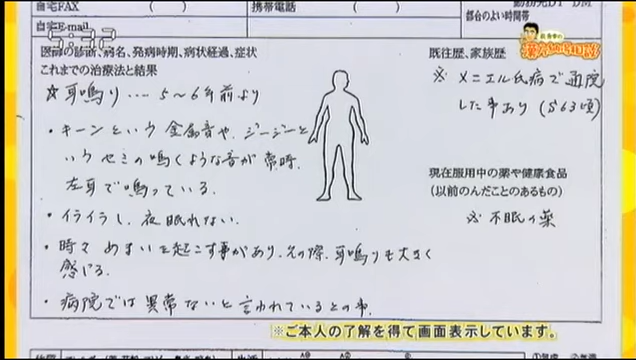 自宅FAX ( )
携帯電話 ( )
部合のよい時間帯
自宅E-mail
5:32
医師の診断、病名、発病時期、病状経過、症状
これまでの治療法と結果
☆耳鳴り…. 5〜6年前より
・キーンという金属音や、ジージーと
いうセミの鳴くような音が常時、
左耳で鳴っている。
・イライラし、夜眠れない。
・時々めまいを起こす事があり、その際、耳鳴りも大きく
感じる。
・病院では異常ないと言われているとの事。
既往歴、家族歴
※メニエル氏病で通院
した事あり(S63頃)
現在服用中の薬や健康食品
(以前のんだことのあるもの)
※不眠の薬
※ご本人の了解を得て画面表示しています。